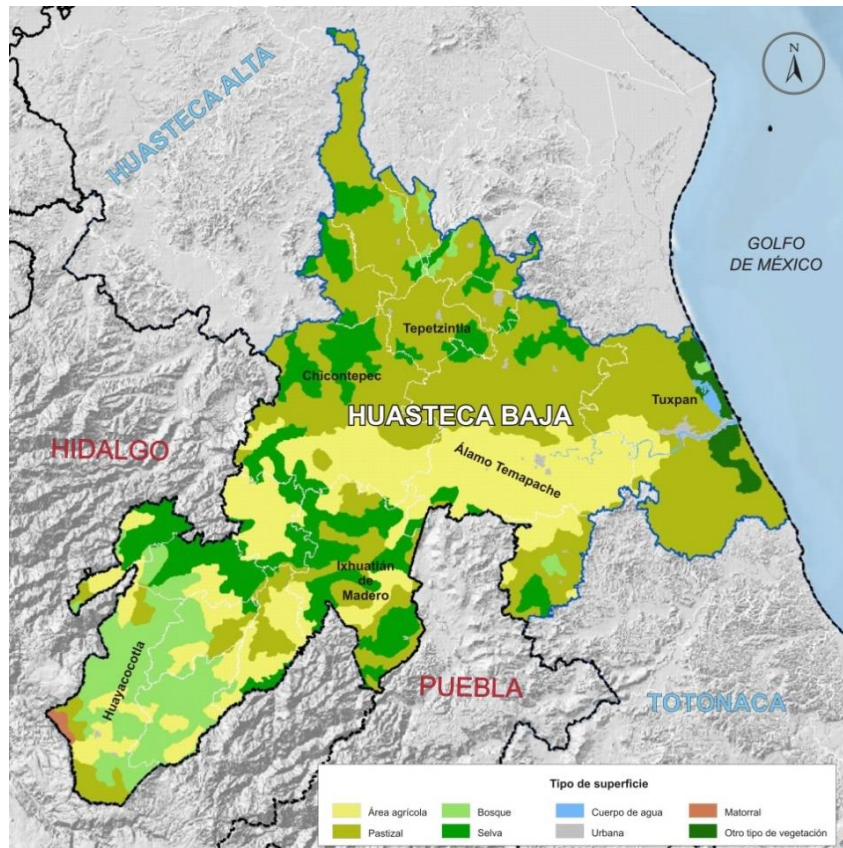 N
HUASTECA ALTA
GOLFO
DE MÉXICO
Tepetzintla
Chicontepec
HUASTECA BAJA
Tuxpan
HIDALGO
Álamo Temapache
Ixhuatlán
de
Madero
Huayacocotla
PUEBLA
TOTONACA
Tipo de superficie
Área agrícola
Bosque
Cuerpo de agua
Matorral
Pastizal
Selva
Urbana
Otro tipo de vegetación